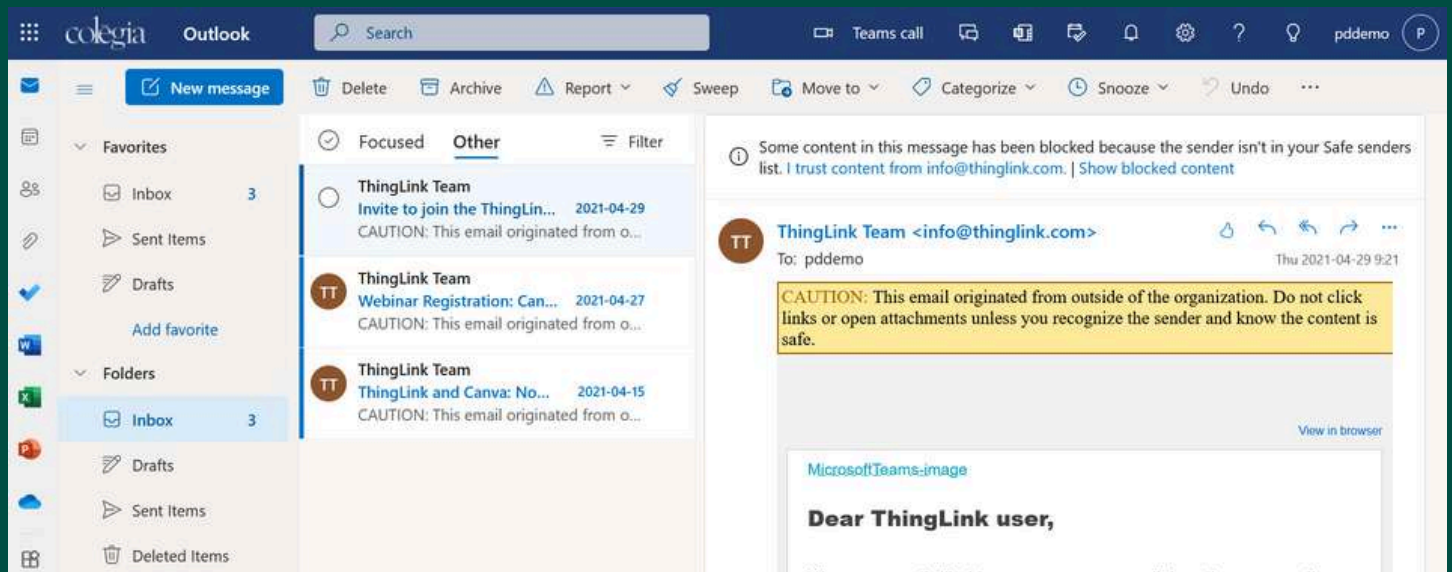 colegia Outlook Search Teams call pddemo P
New message Delete Archive Report Sweep Move to Categorize Snooze Undo
Favorites
Inbox 3
Sent Items
Drafts
Add favorite
Folders
Inbox 3
Drafts
Sent Items
Deleted Items
Focused Other Filter
ThingLink Team
Invite to join the ThingLin... 2021-04-29
CAUTION: This email originated from o...
TT
ThingLink Team
Webinar Registration: Can... 2021-04-27
CAUTION: This email originated from o...
TT
ThingLink Team
ThingLink and Canva: No... 2021-04-15
CAUTION: This email originated from o...
Some content in this message has been blocked because the sender isn't in your Safe senders
list. I trust content from info@thinglink.com. | Show blocked content
TT
ThingLink Team <info@thinglink.com>
To: pddemo Thu 2021-04-29 9:21
CAUTION: This email originated from outside of the organization. Do not click
links or open attachments unless you recognize the sender and know the content is
safe.
View in browser
MicrosoftTeams-image
Dear ThingLink user,